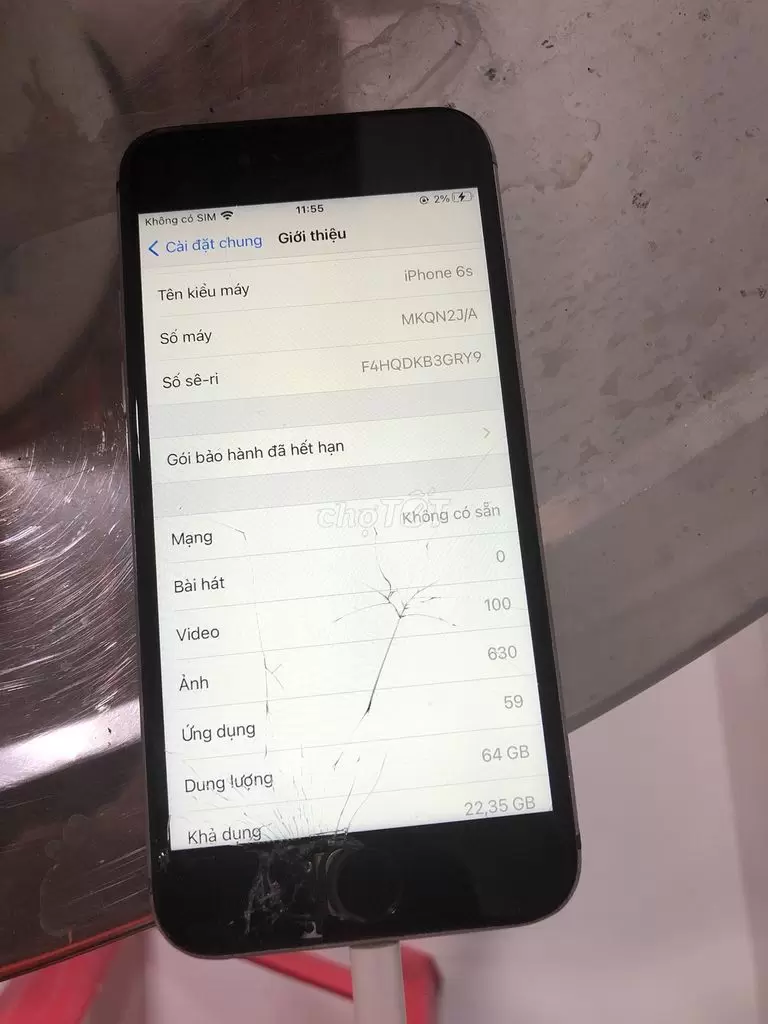 Không có SIM 11:55 2%
Cài đặt chung Giới thiệu
Tên kiểu máy iPhone 6s
Số máy MKQN2J/A
Số sê-ri F4HQDKB3GRY9
Gói bảo hành đã hết hạn
chợTỐT
Mạng Không có sẵn
Bài hát 0
Video 100
Ảnh 630
Ứng dụng 59
Dung lượng 64 GB
Khả dụng 22,35 GB